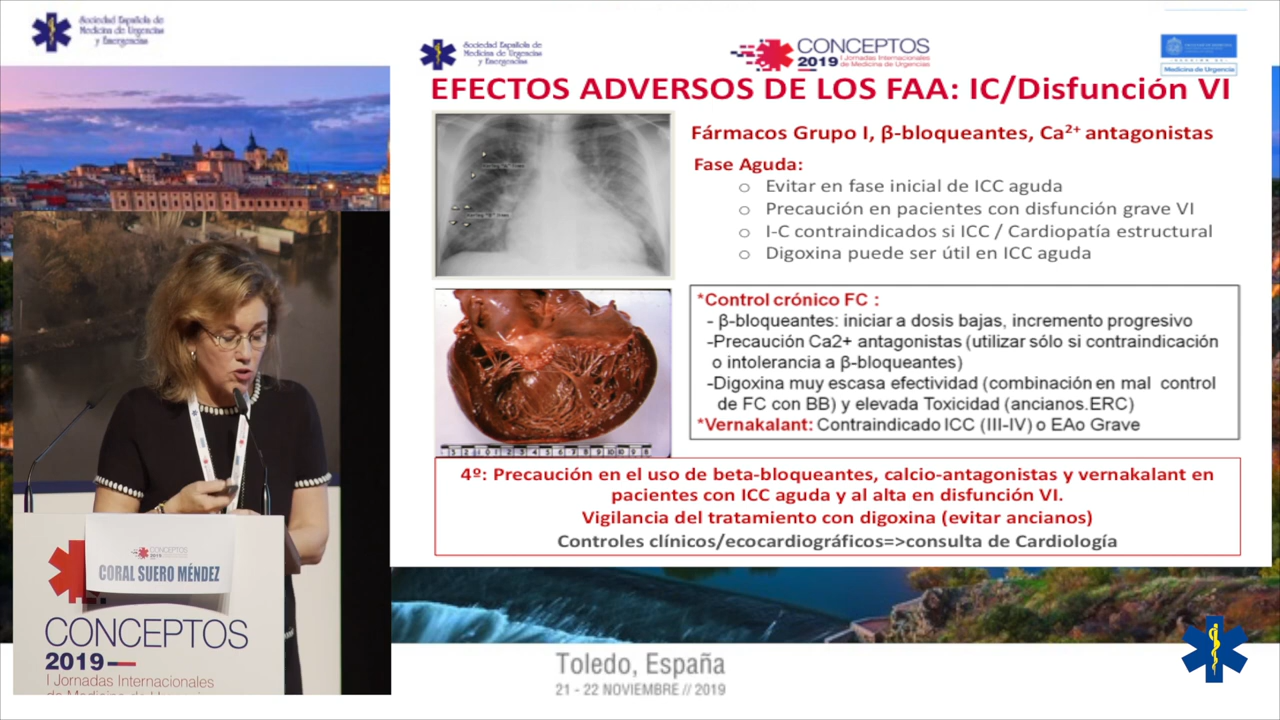 Sociedad Española de
Medicina de Urgencias
y Emergencias
Sociedad Española de
Medicina de Urgencias
y Emergencias
CONCEPTOS
2019 I Jornadas Internacionales
de Medicina de Urgencias
Medicina de Urgencia
EFECTOS ADVERSOS DE LOS FAA: IC/Disfunción VI
Fármacos Grupo I, β-bloqueantes, Ca2+ antagonistas
Fase Aguda:
o Evitar en fase inicial de ICC aguda
o Precaución en pacientes con disfunción grave VI
o I-C contraindicados si ICC / Cardiopatía estructural
o Digoxina puede ser útil en ICC aguda
*Control crónico FC :
- β-bloqueantes: iniciar a dosis bajas, incremento progresivo
-Precaución Ca2+ antagonistas (utilizar sólo si contraindicación
o intolerancia a β-bloqueantes)
-Digoxina muy escasa efectividad (combinación en mal control
de FC con BB) y elevada Toxicidad (ancianos.ERC)
*Vernakalant: Contraindicado ICC (III-IV) o EAo Grave
4º: Precaución en el uso de beta-bloqueantes, calcio-antagonistas y vernakalant en
pacientes con ICC aguda y al alta en disfunción VI.
Vigilancia del tratamiento con digoxina (evitar ancianos)
Controles clínicos/ecocardiográficos=>consulta de Cardiología
CONCEPTOS
CORAL SUERO MÉNDEZ
CONCEPTOS
2019
I Jornadas Internacionales
de Medicina de
Toledo, España
21 - 22 NOVIEMBRE // 2019